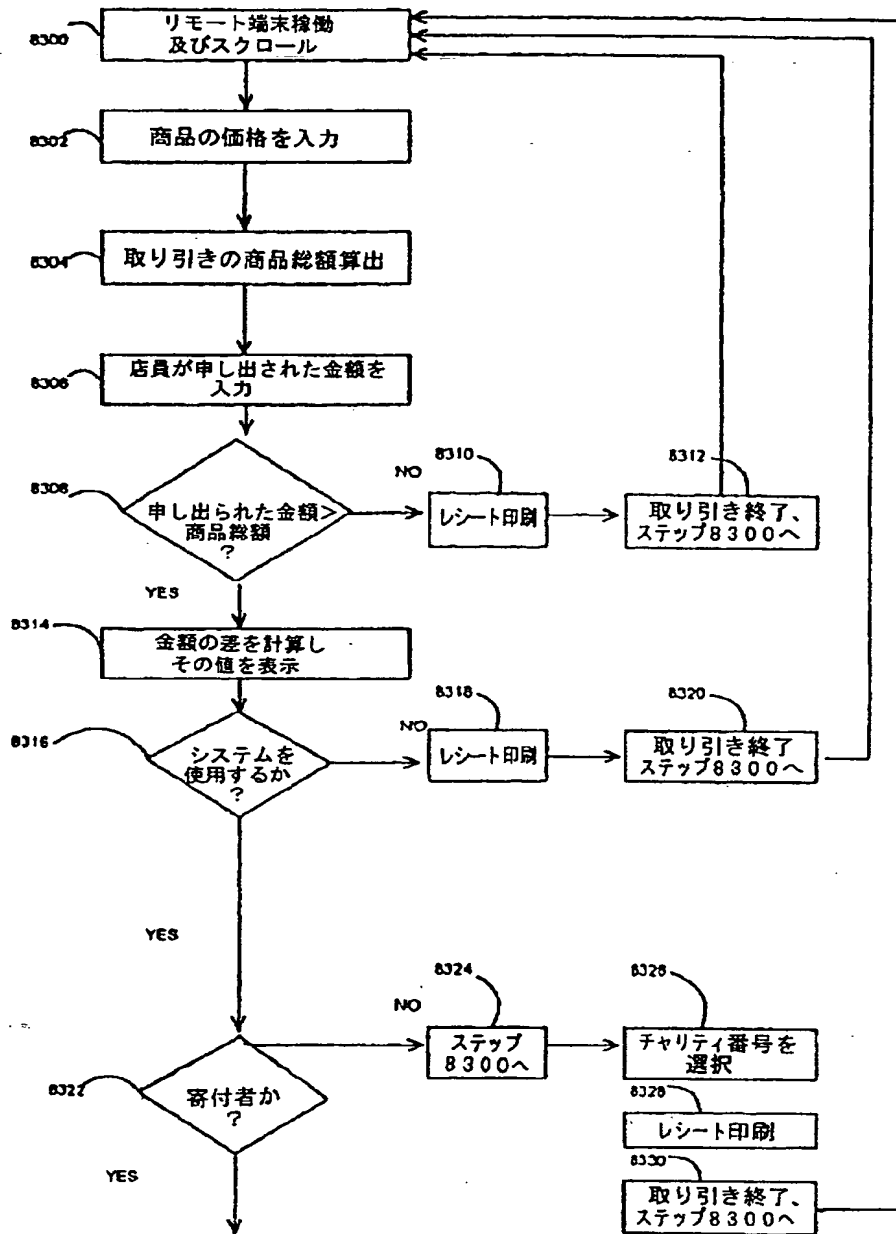 8300
リモート端末稼働
及びスクロール
8302
商品の価格を入力
8304
取り引きの商品総額算出
8306
店員が申し出された金額を
入力
8308
申し出られた金額>
商品総額
?
NO
8310
レシート印刷
8312
取り引き終了、
ステップ8300へ
YES
8314
金額の差を計算し
その値を表示
8316
システムを
使用するか
?
NO
8318
レシート印刷
8320
取り引き終了
ステップ8300へ
YES
8322
寄付者か
?
NO
8324
ステップ
8300へ
8326
チャリティ番号を
選択
8328
レシート印刷
8330
取り引き終了、
ステップ8300へ
YES